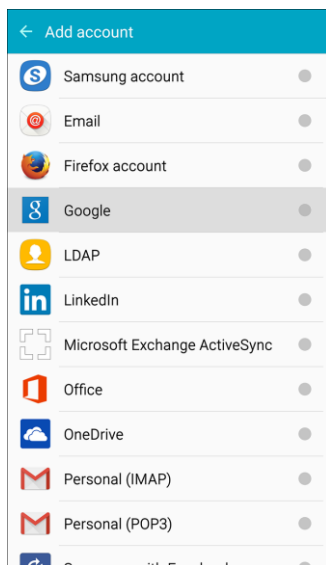 Add account
Samsung account
Email
Firefox account
Google
LDAP
in LinkedIn
Microsoft Exchange ActiveSync
Office
OneDrive
Personal (IMAP)
Personal (POP3)